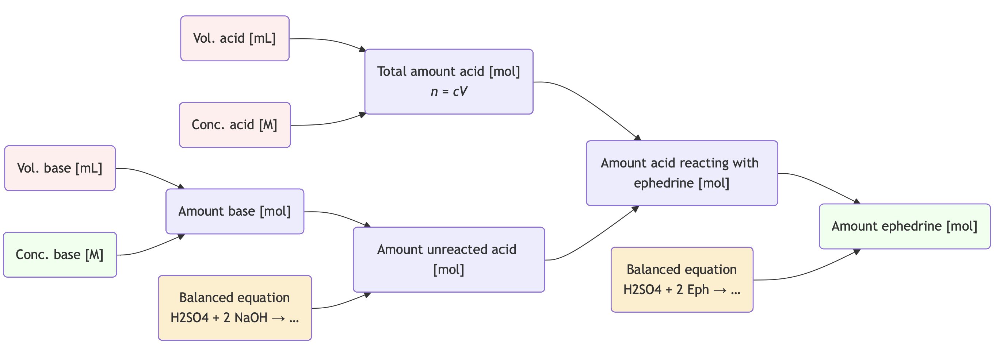 Vol. acid [mL]
Total amount acid [mol]
n = cV
Conc. acid [M]
Vol. base [mL]
Amount base [mol]
Conc. base [M]
Amount unreacted acid
[mol]
Balanced equation
H2SO4 + 2 NaOH → ...
Amount acid reacting with
ephedrine [mol]
Amount ephedrine [mol]
Balanced equation
H2SO4 + 2 Eph → ...